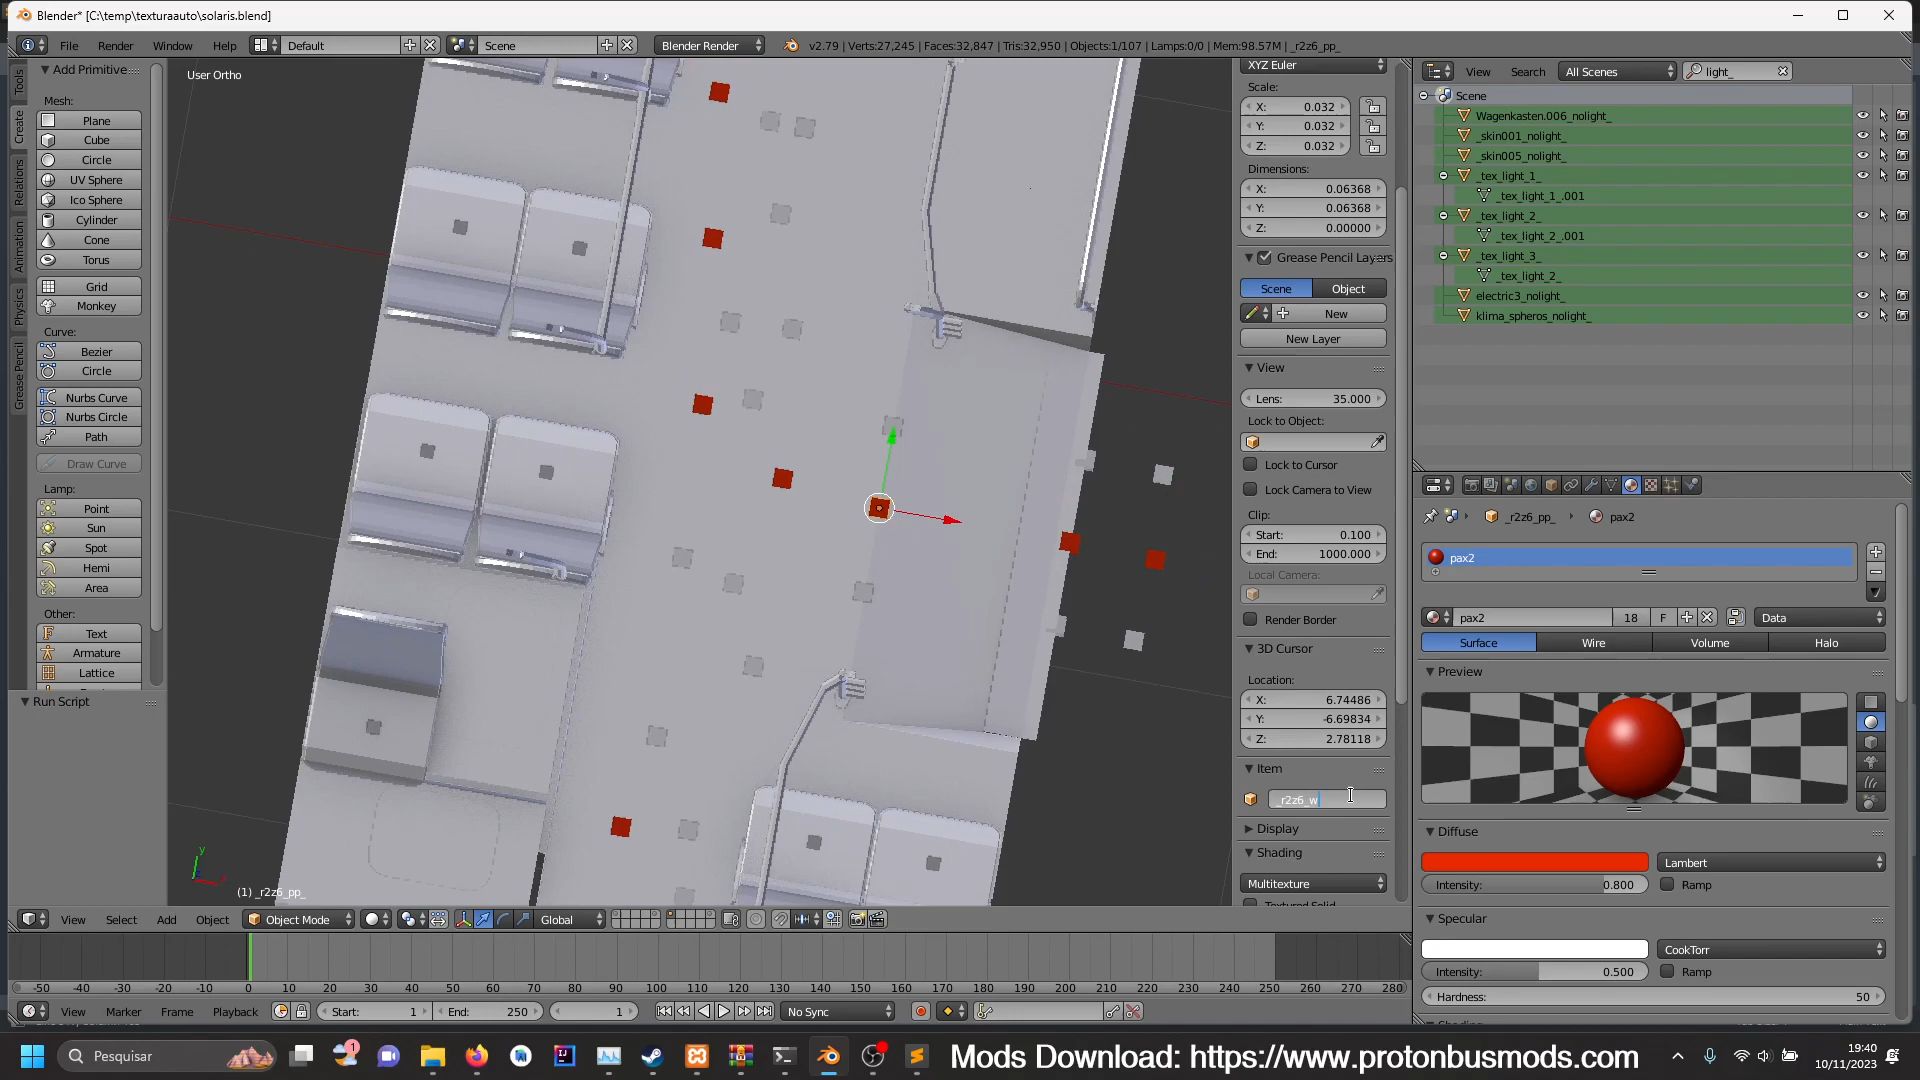 Blender* [C:\temp\texturaauto\solaris.blend]
File Render Window Help Default Scene Blender Render v2.79 | Verts:27,245 | Faces:32,847 | Tris:32,950 | Objects:1/107 | Lamps:0/0 | Mem:98.57M | _r2z6_pp_
Tools
Create
Relations
Animation
Physics
Grease Pencil
Add Primitive
Mesh:
Plane
Cube
Circle
UV Sphere
Ico Sphere
Cylinder
Cone
Torus
Grid
Monkey
Curve:
Bezier
Circle
Nurbs Curve
Nurbs Circle
Path
Draw Curve
Lamp:
Point
Sun
Spot
Hemi
Area
Other:
Text
Armature
Lattice
Run Script
User Ortho
(1) _r2z6_pp_
View Select Add Object Object Mode Global
XYZ Euler
Scale:
X: 0.032
Y: 0.032
Z: 0.032
Dimensions:
X: 0.06368
Y: 0.06368
Z: 0.00000
Grease Pencil Layers
Scene Object
New
New Layer
View
Lens: 35.000
Lock to Object:
Lock to Cursor
Lock Camera to View
Clip:
Start: 0.100
End: 1000.000
Local Camera:
Render Border
3D Cursor
Location:
X: 6.74486
Y: -6.69834
Z: 2.78118
Item
_r2z6_w
Display
Shading
Multitexture
Textured Solid
View Search All Scenes light_
Scene
Wagenkasten.006_nolight_
_skin001_nolight_
_skin005_nolight_
_tex_light_1_
_tex_light_1_.001
_tex_light_2_
_tex_light_2_.001
_tex_light_3_
_tex_light_2_
electric3_nolight_
klima_spheros_nolight_
_r2z6_pp_ pax2
pax2
pax2 18 F Data
Surface Wire Volume Halo
Preview
Diffuse
Lambert
Intensity: 0.800 Ramp
Specular
CookTorr
Intensity: 0.500 Ramp
Hardness: 50
-50 -40 -30 -20 -10 0 10 20 30 40 50 60 70 80 90 100 110 120 130 140 150 160 170 180 190 200 210 220 230 240 250 260 270 280
View Marker Frame Playback Start: 1 End: 250 1 No Sync
Pesquisar
1
Mods Download: https://www.protonbusmods.com
19:40
10/11/2023